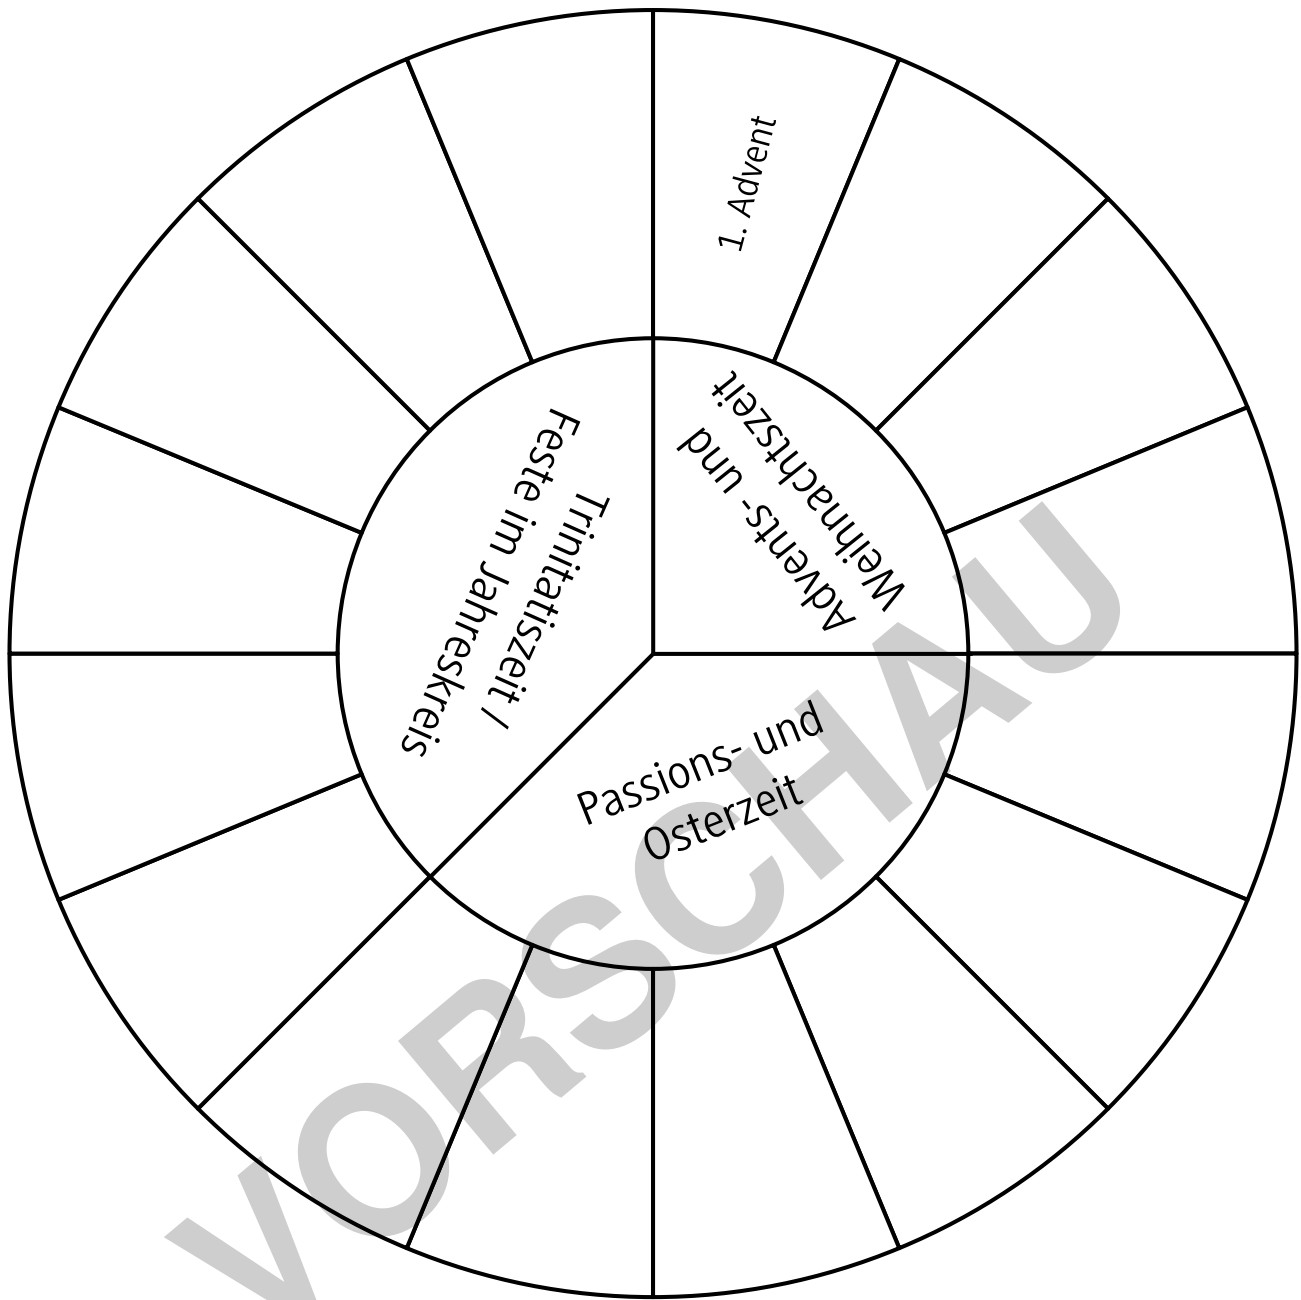 1. Advent
Advents- und
Weihnachtszeit
Passions- und
Osterzeit
Trinitatiszeit /
Feste im Jahreskreis
VORSCHAU